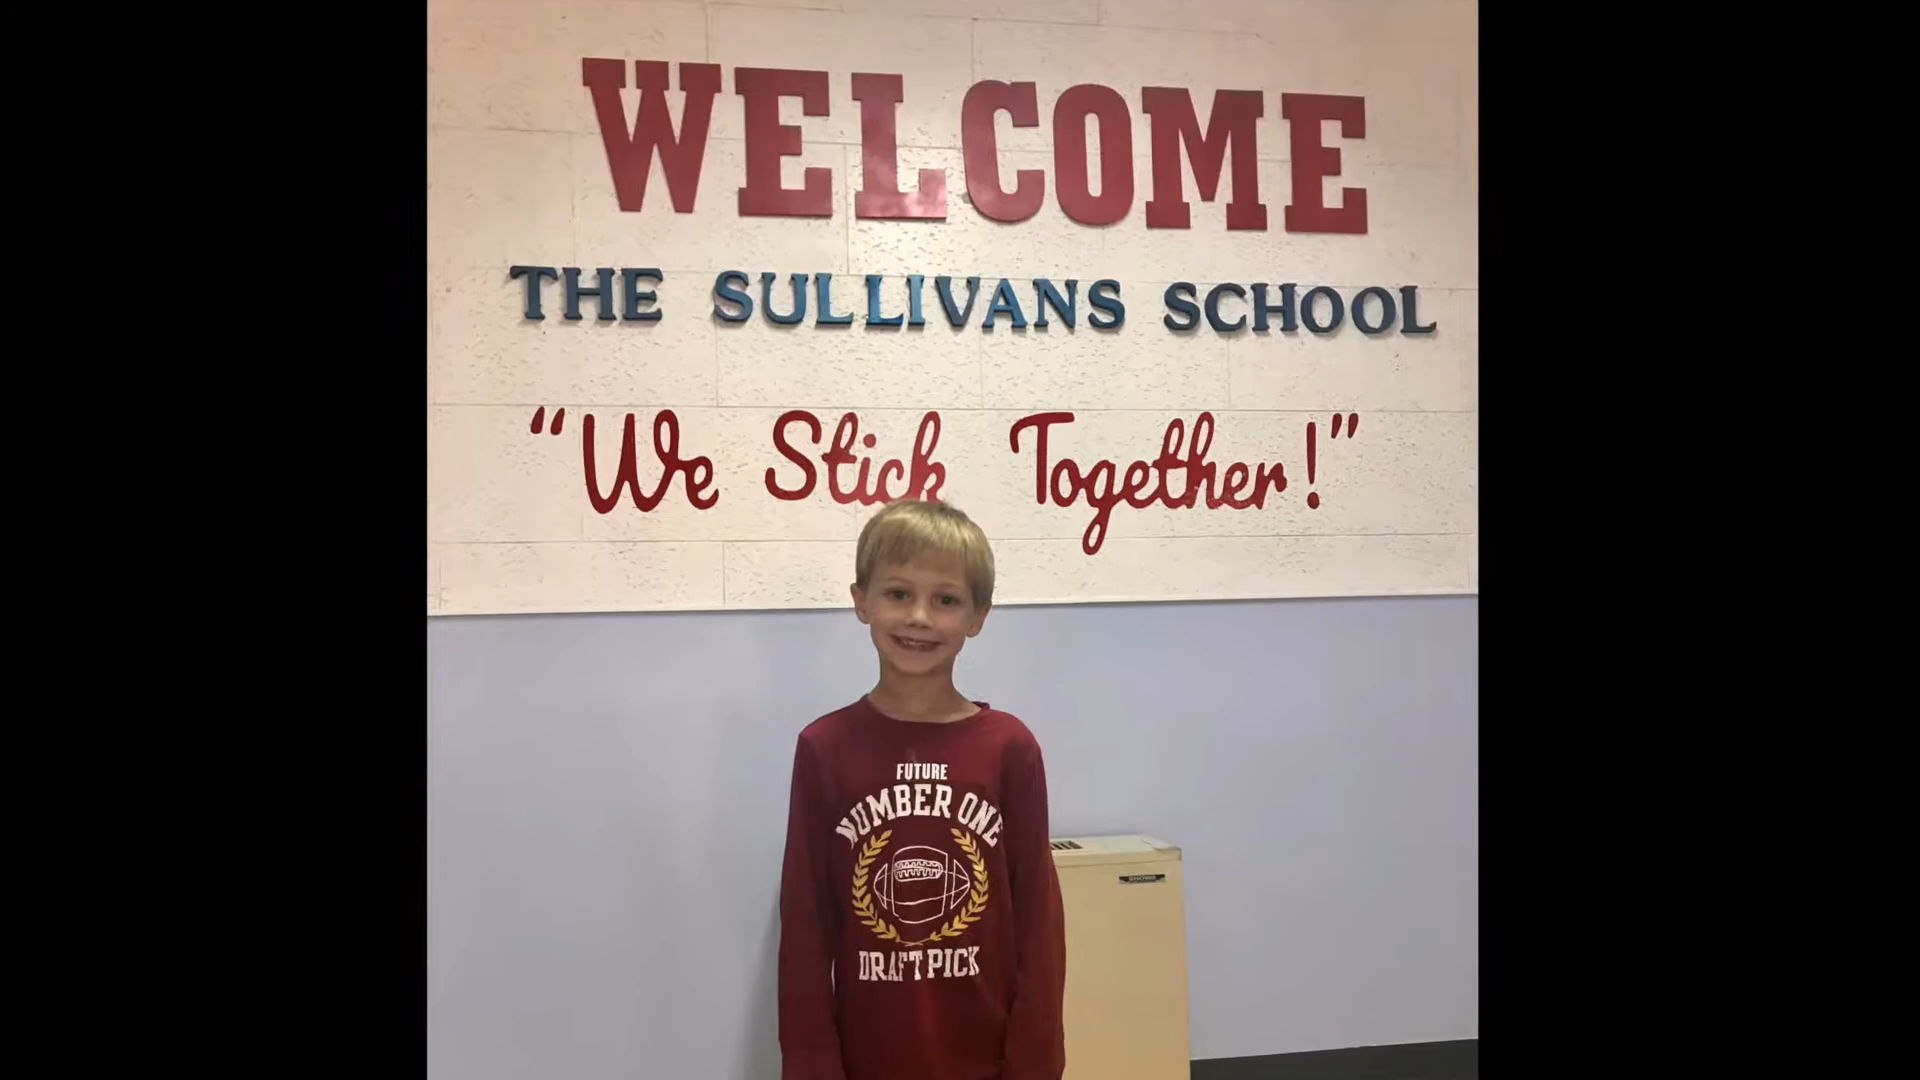 WELCOME
THE SULLIVANS SCHOOL
“We Stick Together!”
FUTURE
NUMBER ONE
DRAFT PICK